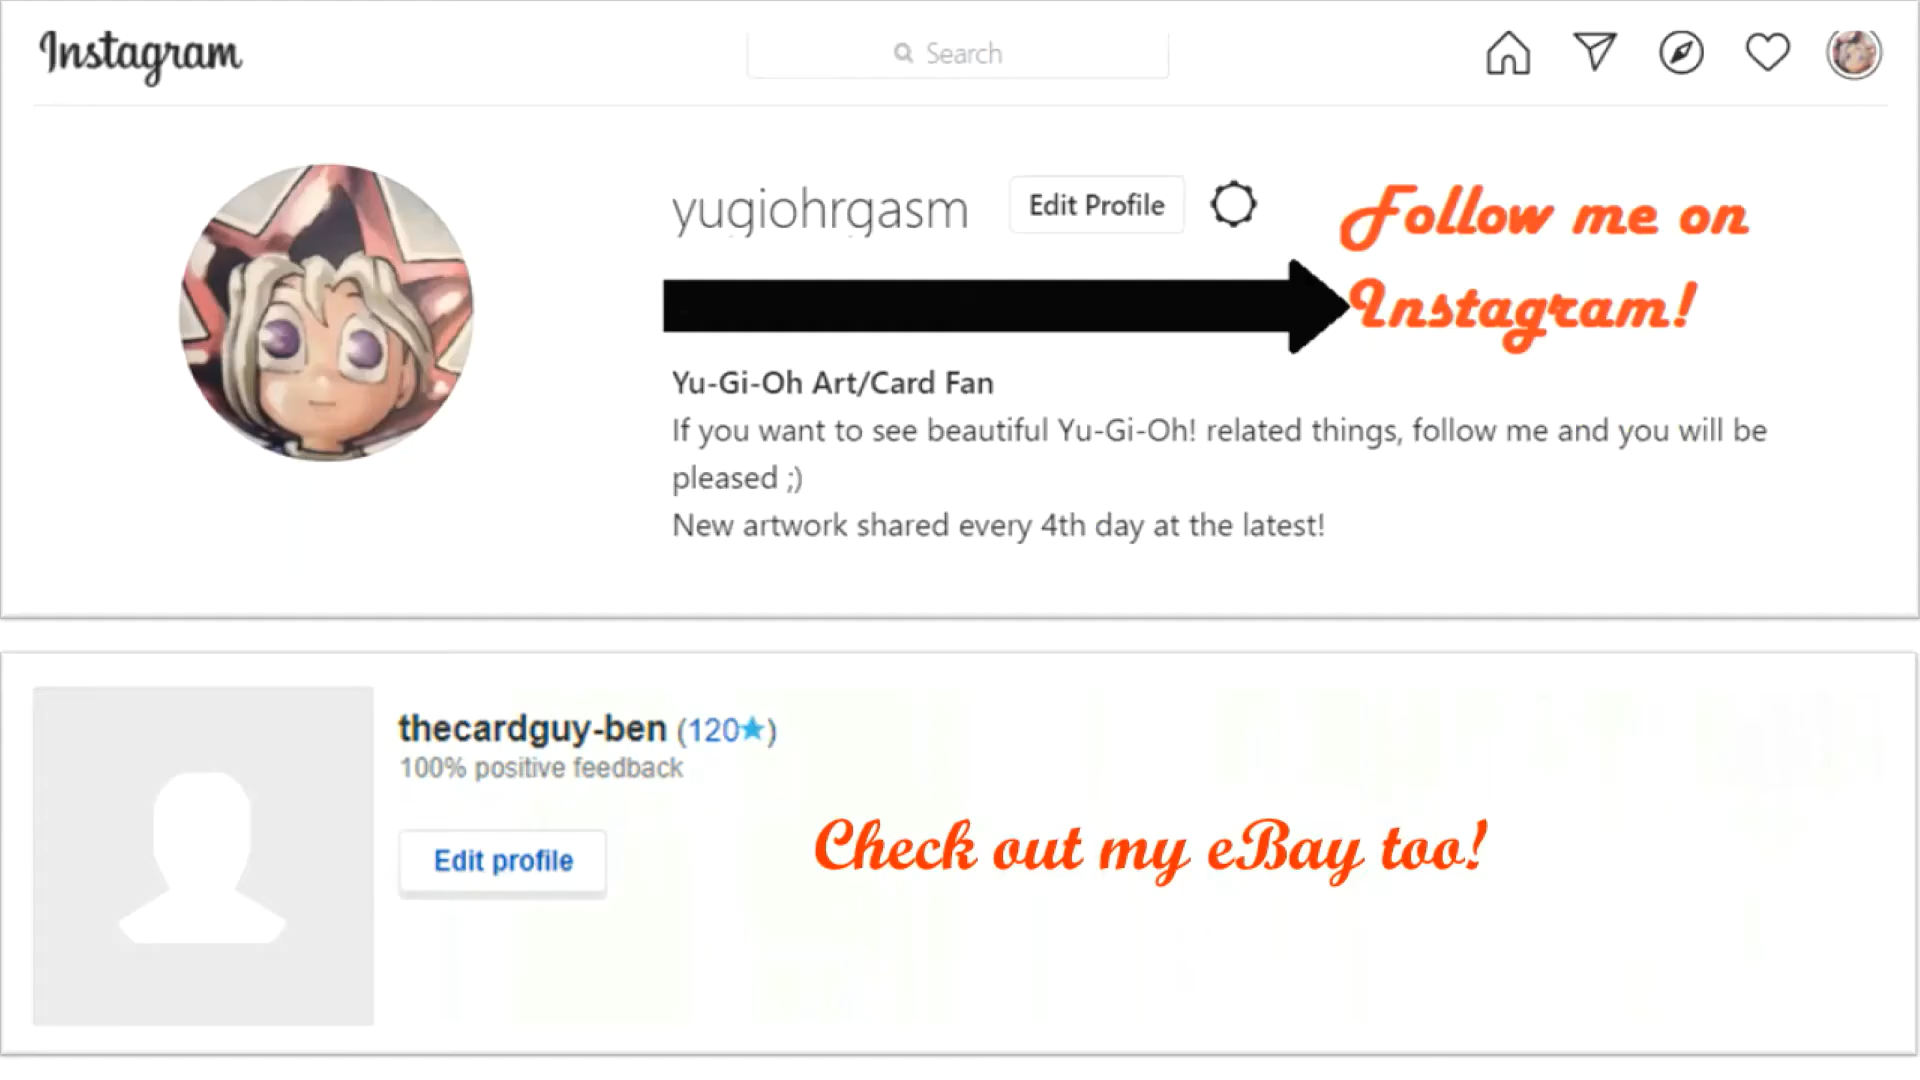 Instagram
Search
yugiohrgasm
Edit Profile
Follow me on
Instagram!
Yu-Gi-Oh Art/Card Fan
If you want to see beautiful Yu-Gi-Oh! related things, follow me and you will be
pleased ;)
New artwork shared every 4th day at the latest!
thecardguy-ben (120★)
100% positive feedback
Edit profile
Check out my eBay too!